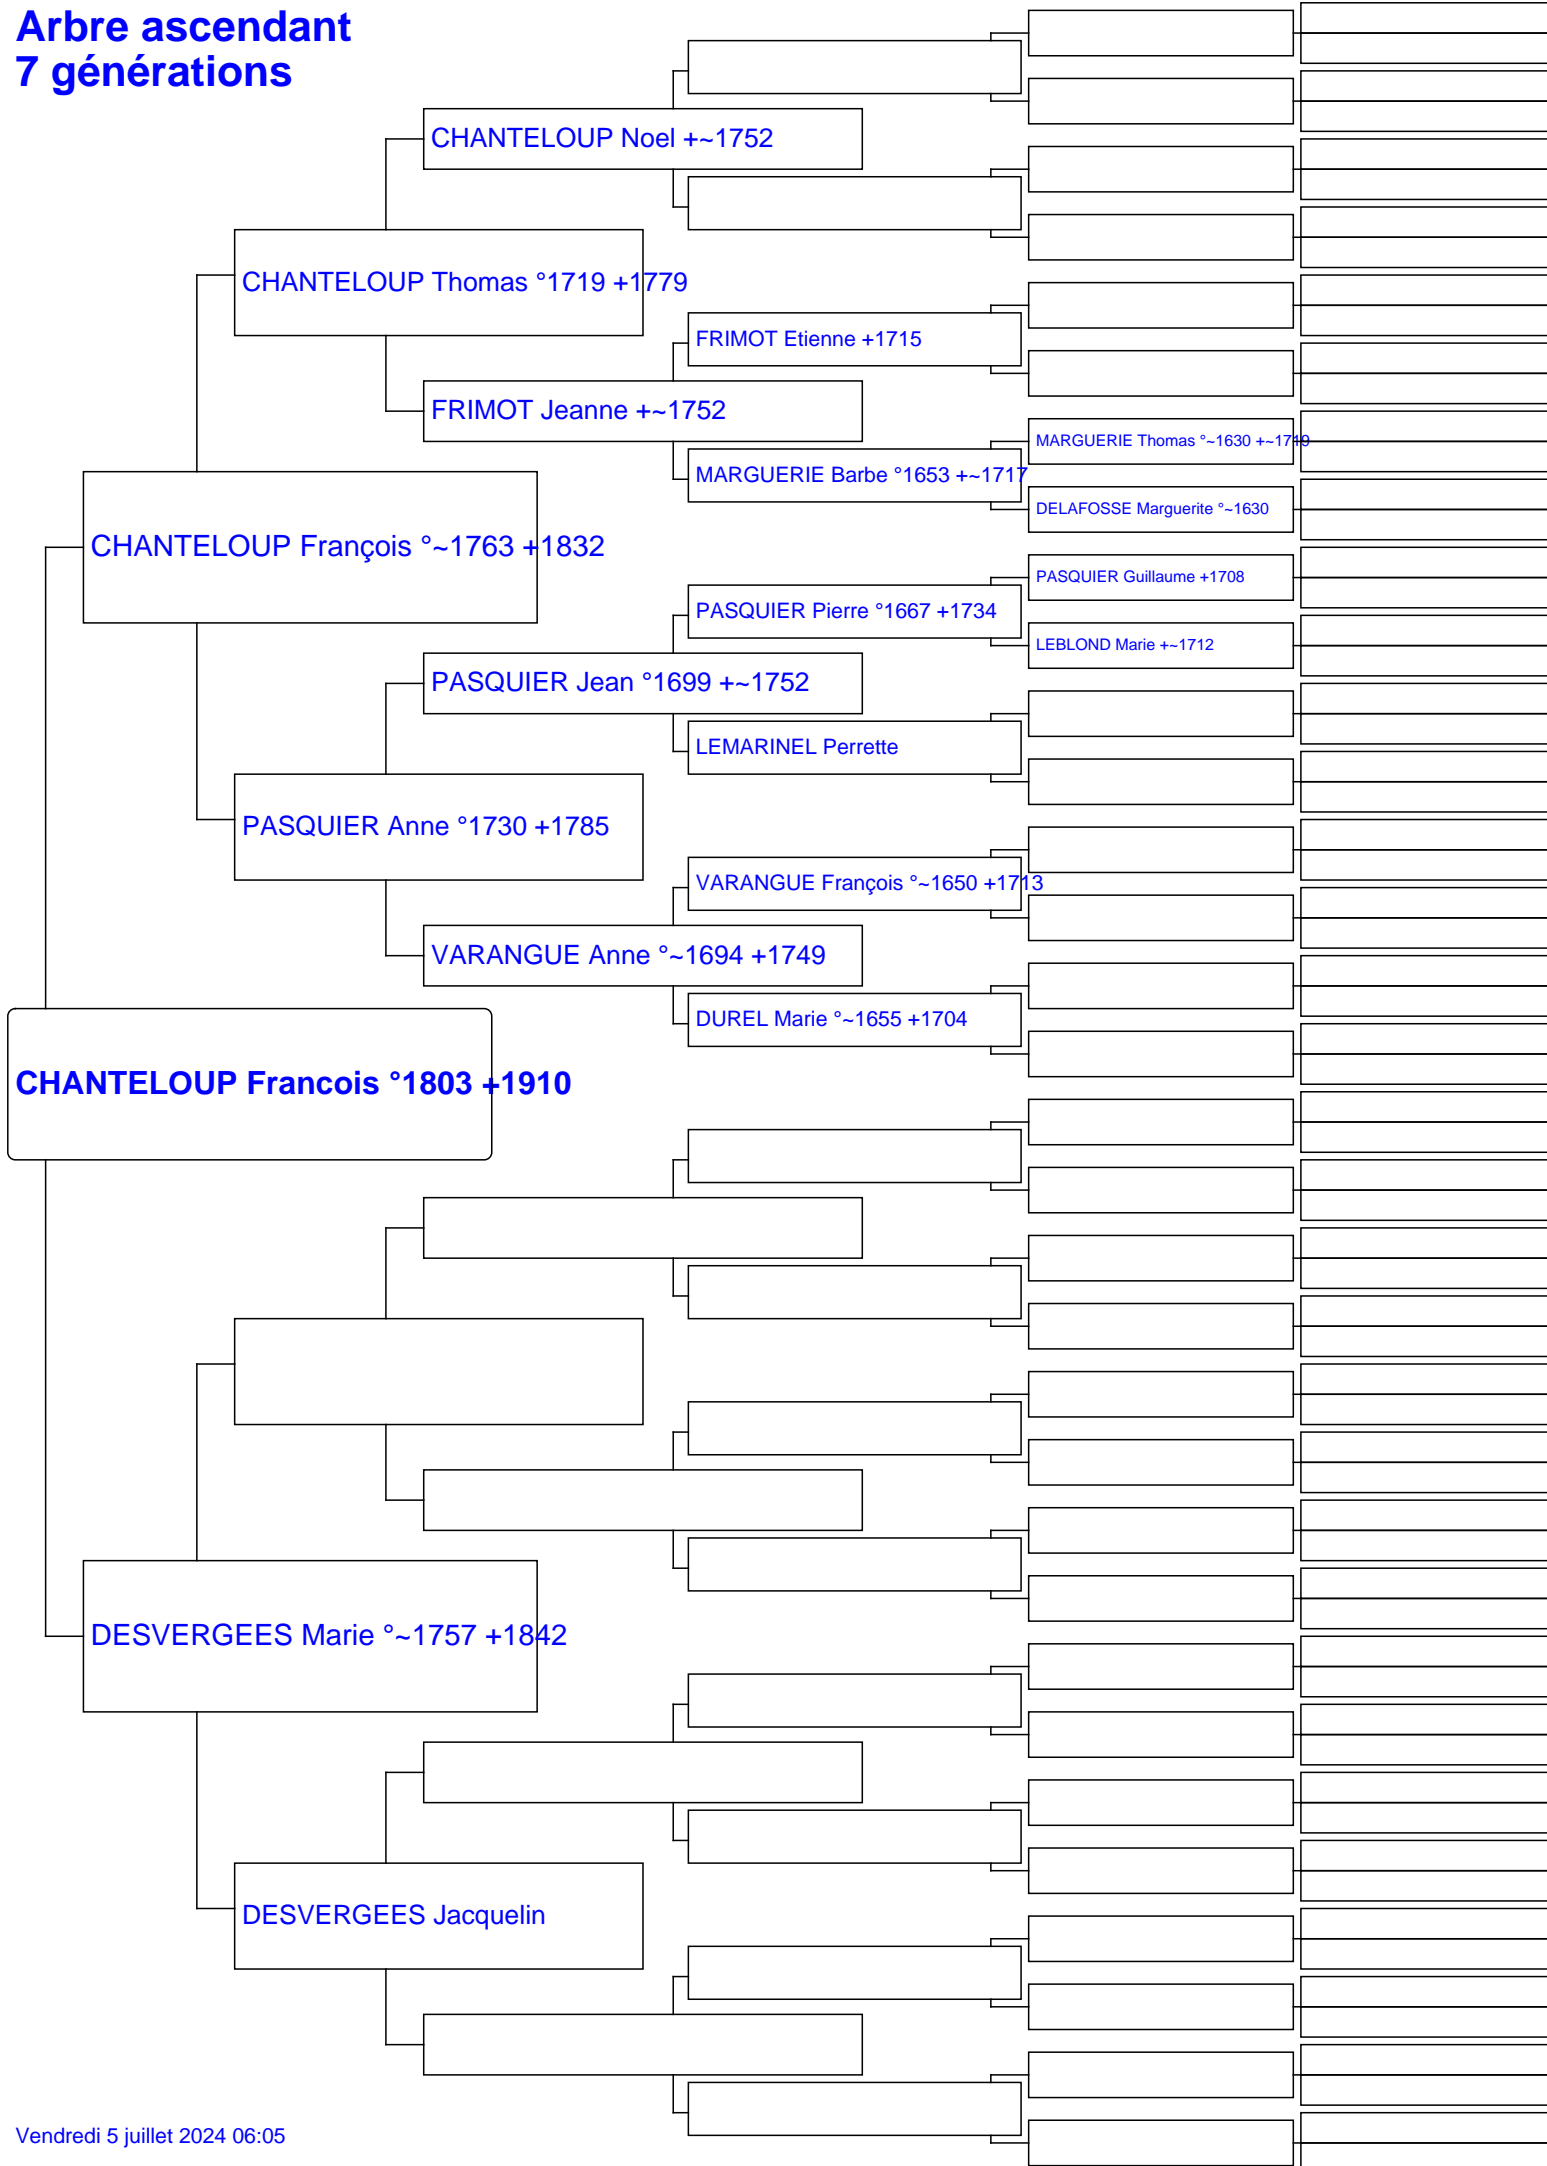 Arbre ascendant
7 générations
CHANTELOUP Noel +~1752
CHANTELOUP Thomas °1719 +1779
FRIMOT Etienne +1715
FRIMOT Jeanne +~1752
MARGUERIE Thomas °~1630 +~1719
MARGUERIE Barbe °1653 +~1717
DELAFOSSE Marguerite °~1630
CHANTELOUP François °~1763 +1832
PASQUIER Guillaume +1708
PASQUIER Pierre °1667 +1734
LEBLOND Marie +~1712
PASQUIER Jean °1699 +~1752
LEMARINEL Perrette
PASQUIER Anne °1730 +1785
VARANGUE François °~1650 +1713
VARANGUE Anne °~1694 +1749
DUREL Marie °~1655 +1704
CHANTELOUP Francois °1803 +1910
DESVERGEES Marie °~1757 +1842
DESVERGEES Jacquelin
Vendredi 5 juillet 2024 06:05